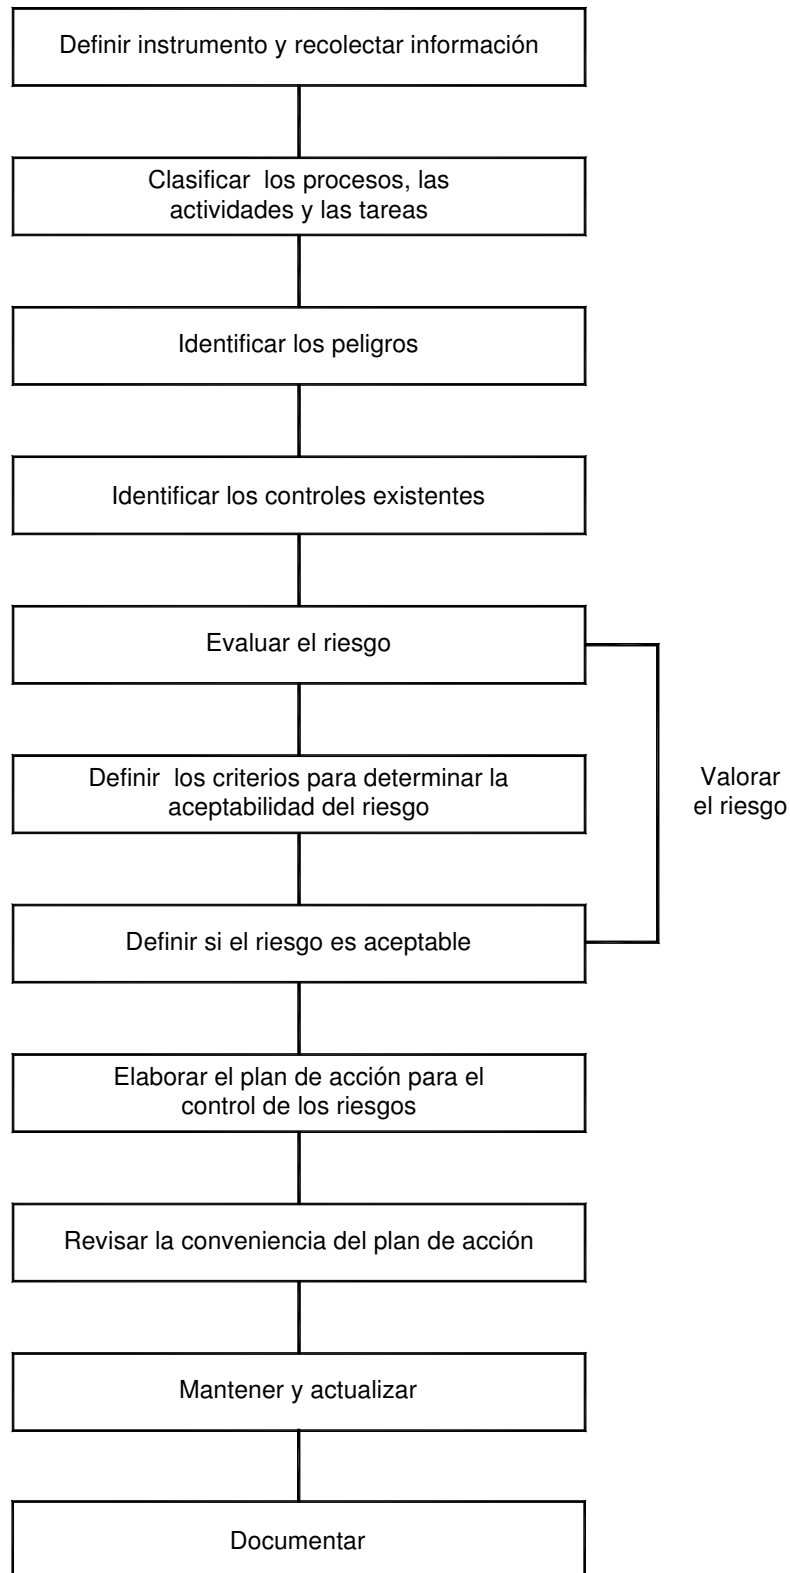 Definir instrumento y recolectar información
Clasificar los procesos, las
actividades y las tareas
Identificar los peligros
Identificar los controles existentes
Evaluar el riesgo
Definir los criterios para determinar la
aceptabilidad del riesgo
Valorar
el riesgo
Definir si el riesgo es aceptable
Elaborar el plan de acción para el
control de los riesgos
Revisar la conveniencia del plan de acción
Mantener y actualizar
Documentar